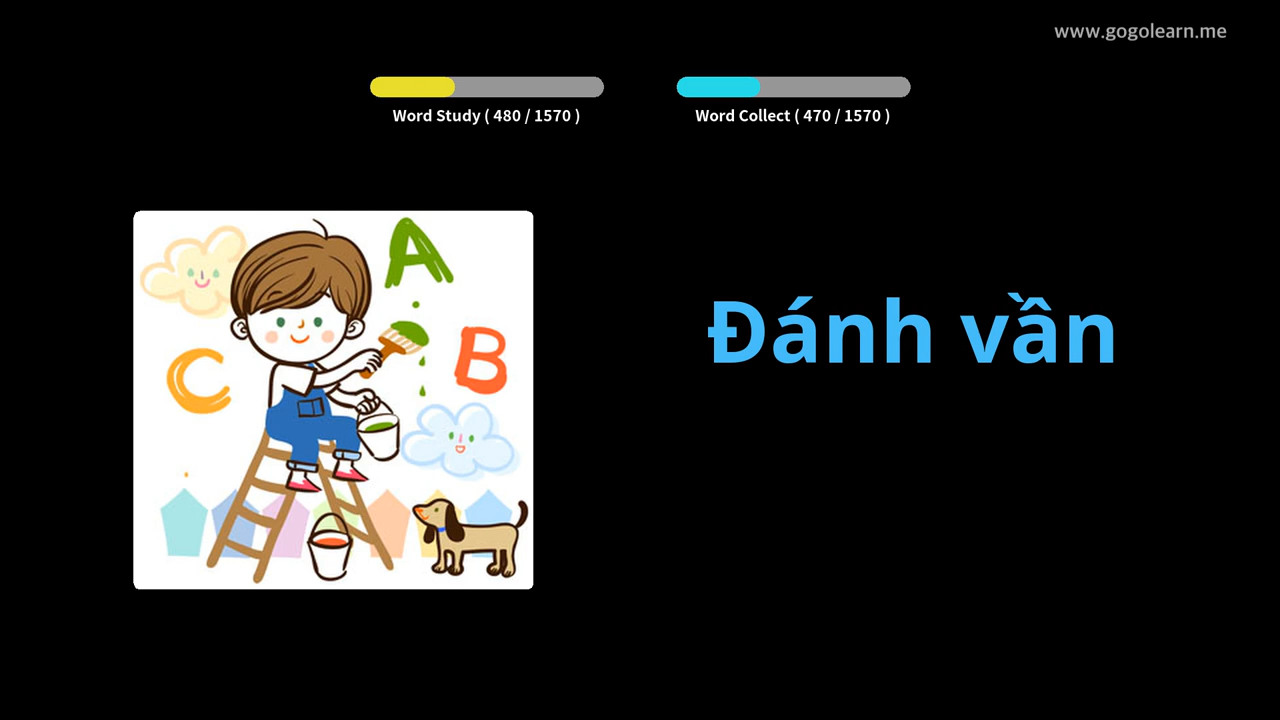 www.gogolearn.me
Word Study ( 480 / 1570 )
Word Collect ( 470 / 1570 )
A
B
C
Đánh vần